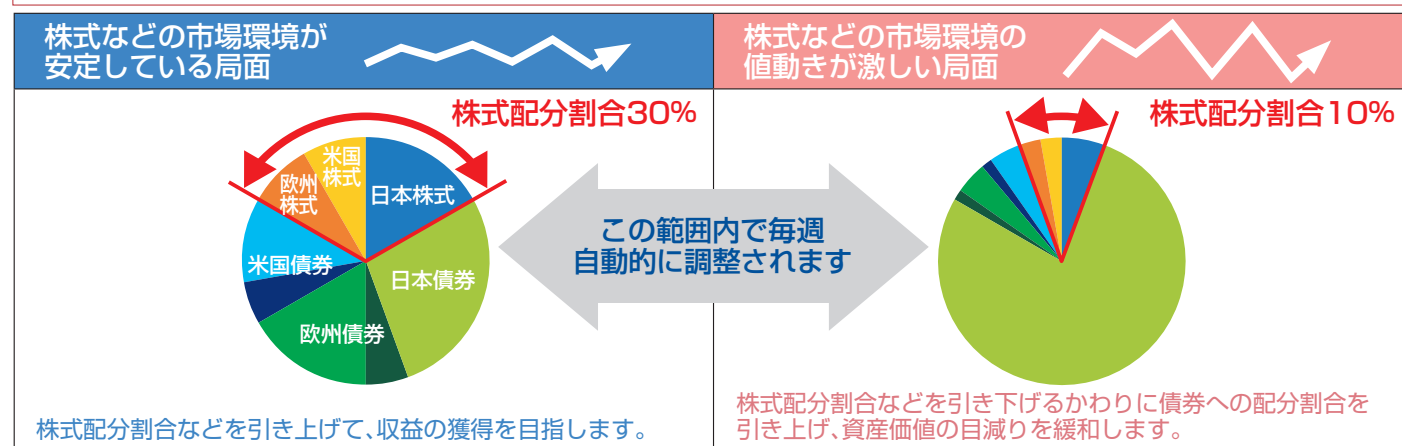 株式などの市場環境が
安定している局面
株式などの市場環境の
値動きが激しい局面
株式配分割合30%
米国
株式
欧州
株式
日本株式
米国債券
日本債券
欧州債券
この範囲内で毎週
自動的に調整されます
株式配分割合10%
株式配分割合などを引き上げて、収益の獲得を目指します。
株式配分割合などを引き下げるかわりに債券への配分割合を
引き上げ、資産価値の目減りを緩和します。